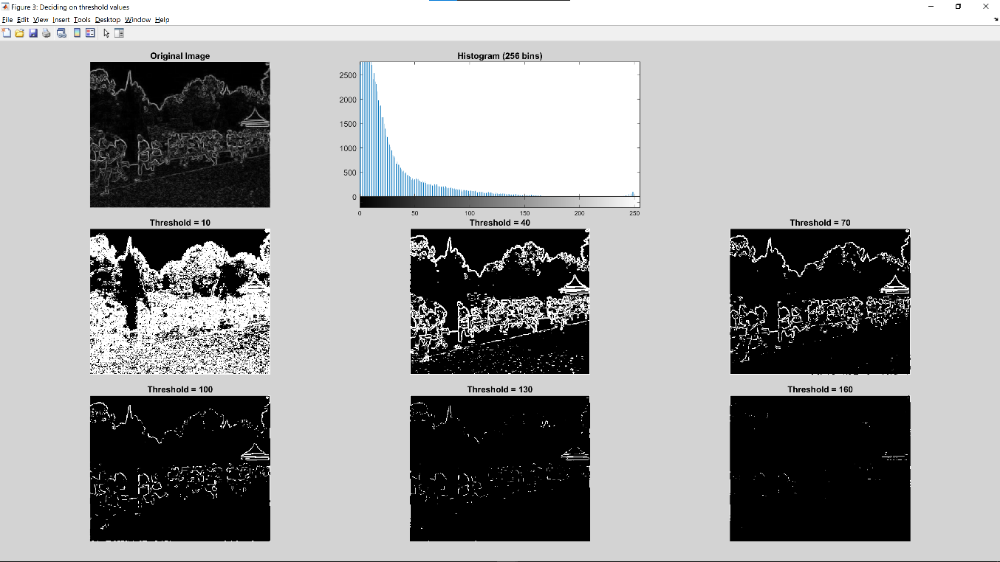 Figure 3: Deciding on threshold values
File Edit View Insert Tools Desktop Window Help
Original Image
Histogram (256 bins)
2500
2000
1500
1000
500
0
0 50 100 150 200 250
Threshold = 10
Threshold = 40
Threshold = 70
Threshold = 100
Threshold = 130
Threshold = 160